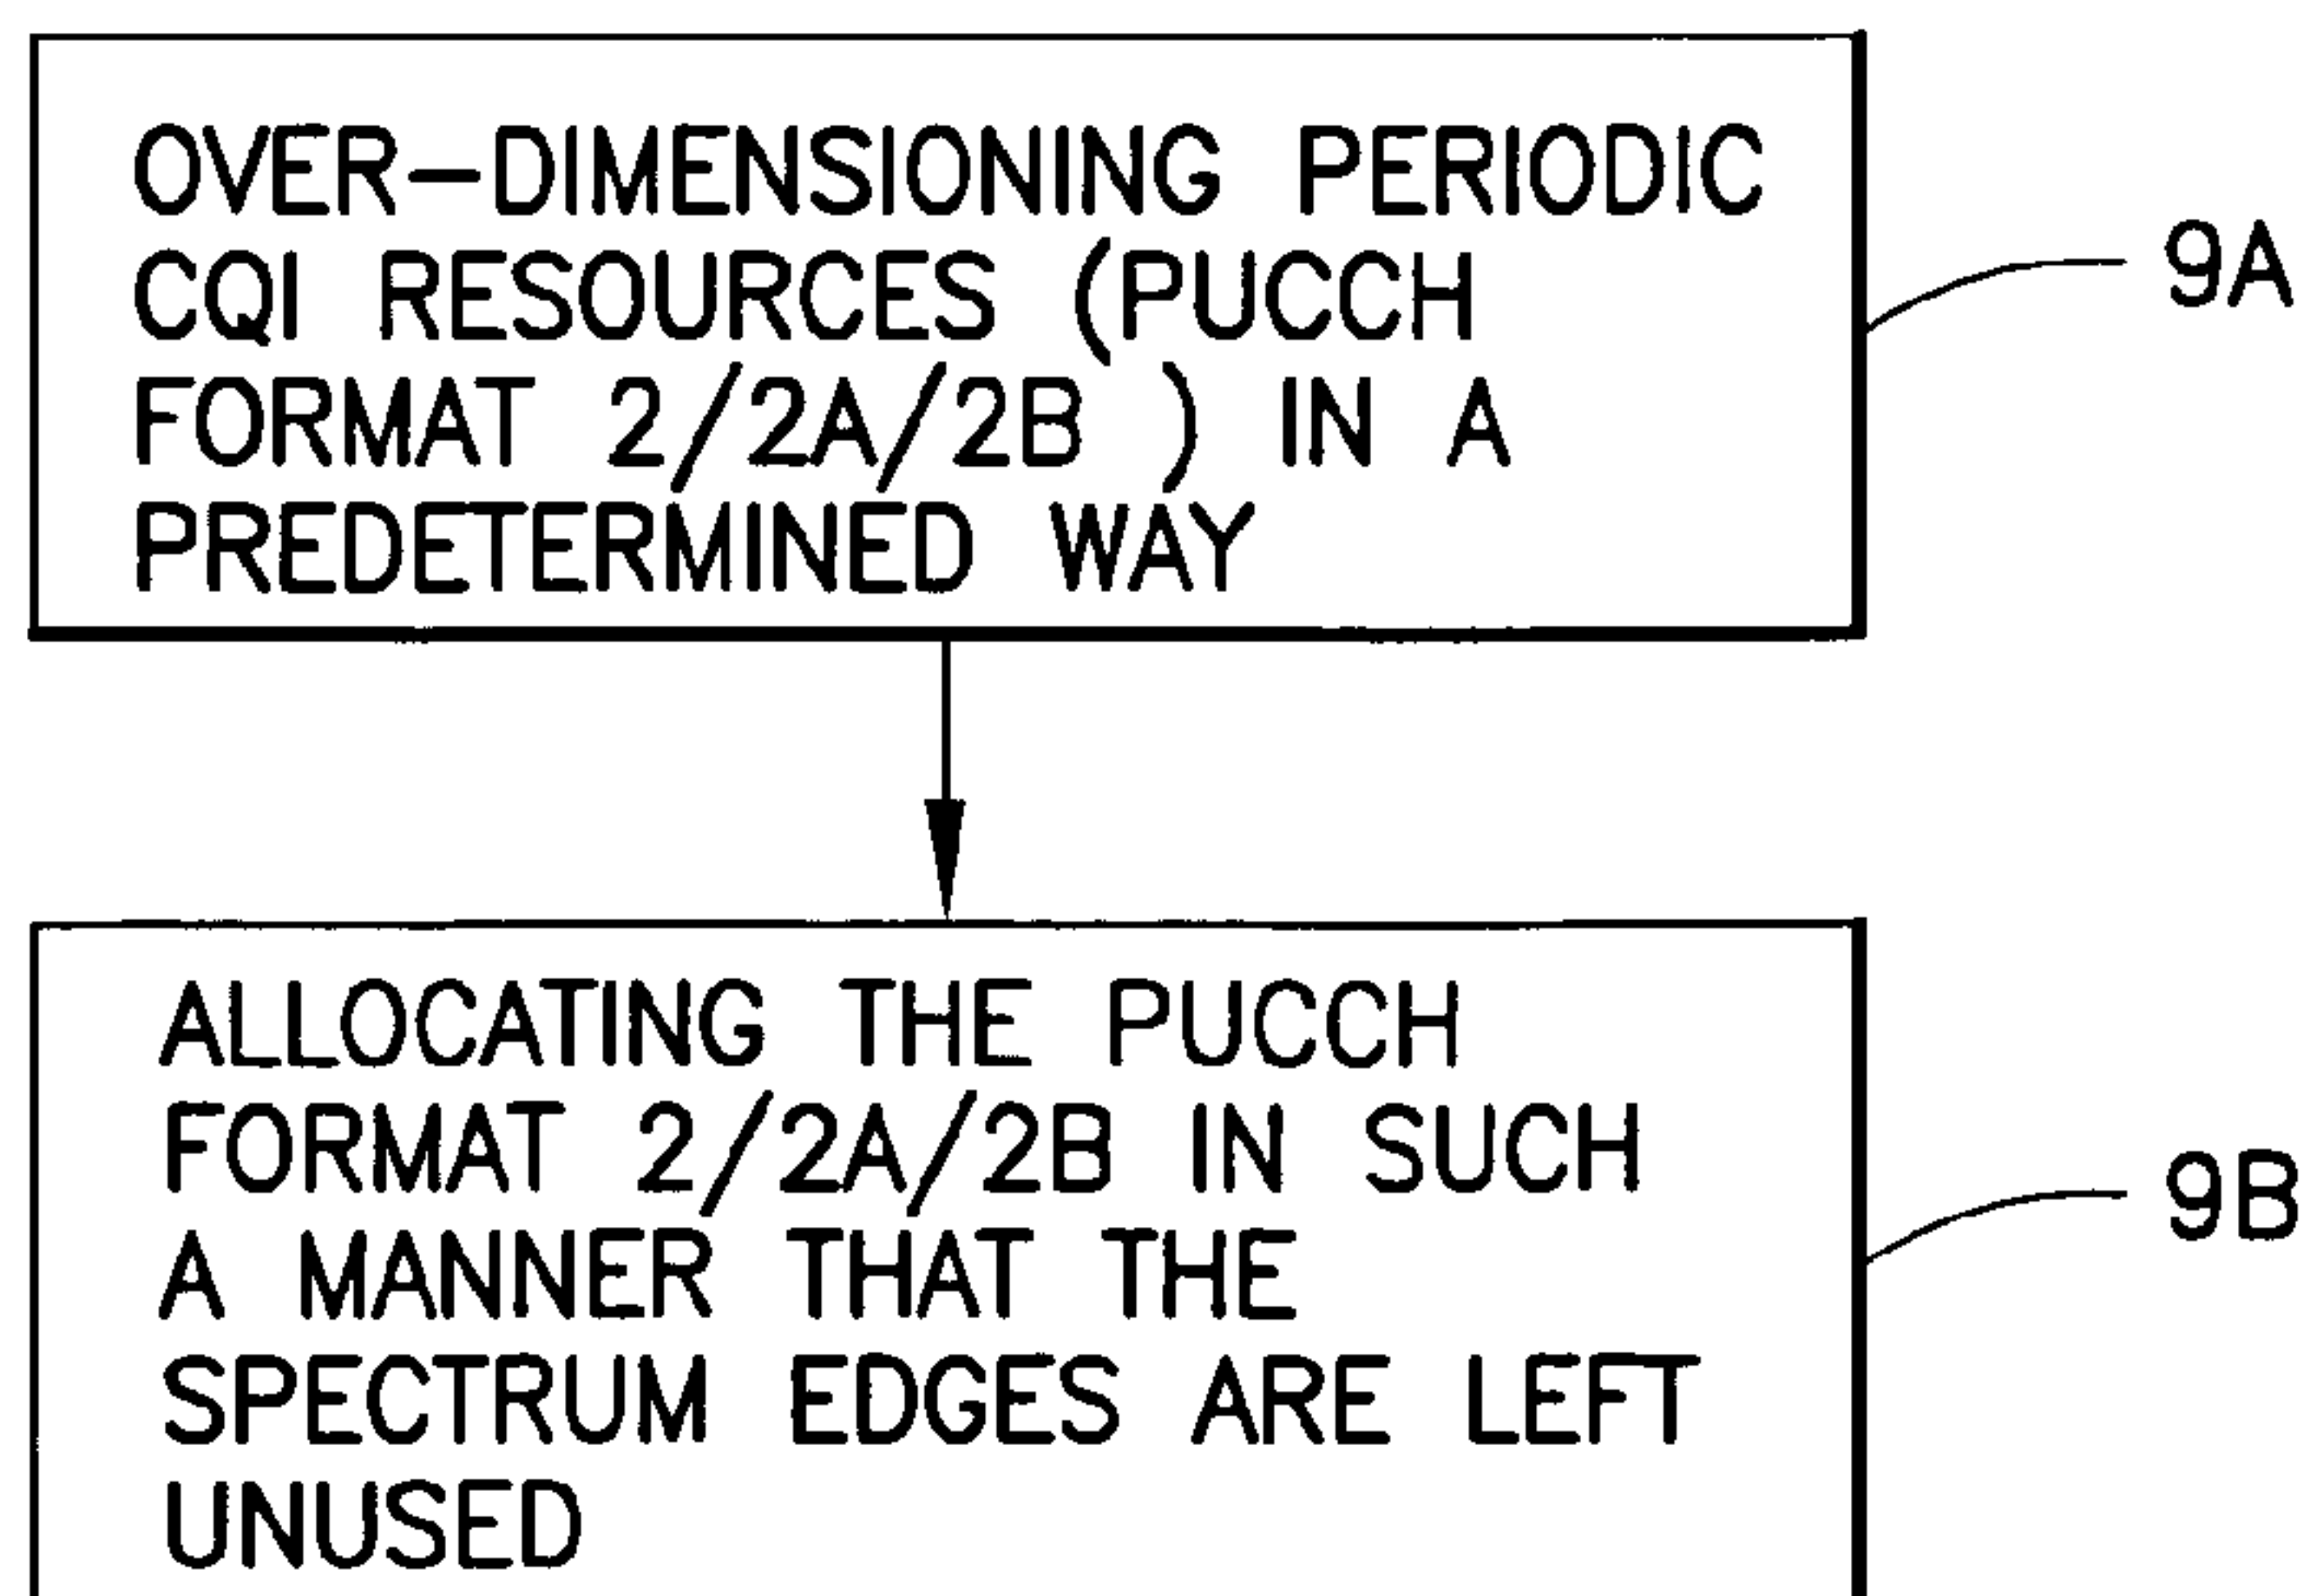 OVER-DIMENSIONING PERIODIC
CQI RESOURCES (PUCCH
FORMAT 2/2A/2B ) IN A
PREDETERMINED WAY
9A
ALLOCATING THE PUCCH
FORMAT 2/2A/2B IN SUCH
A MANNER THAT THE
SPECTRUM EDGES ARE LEFT
UNUSED
9B